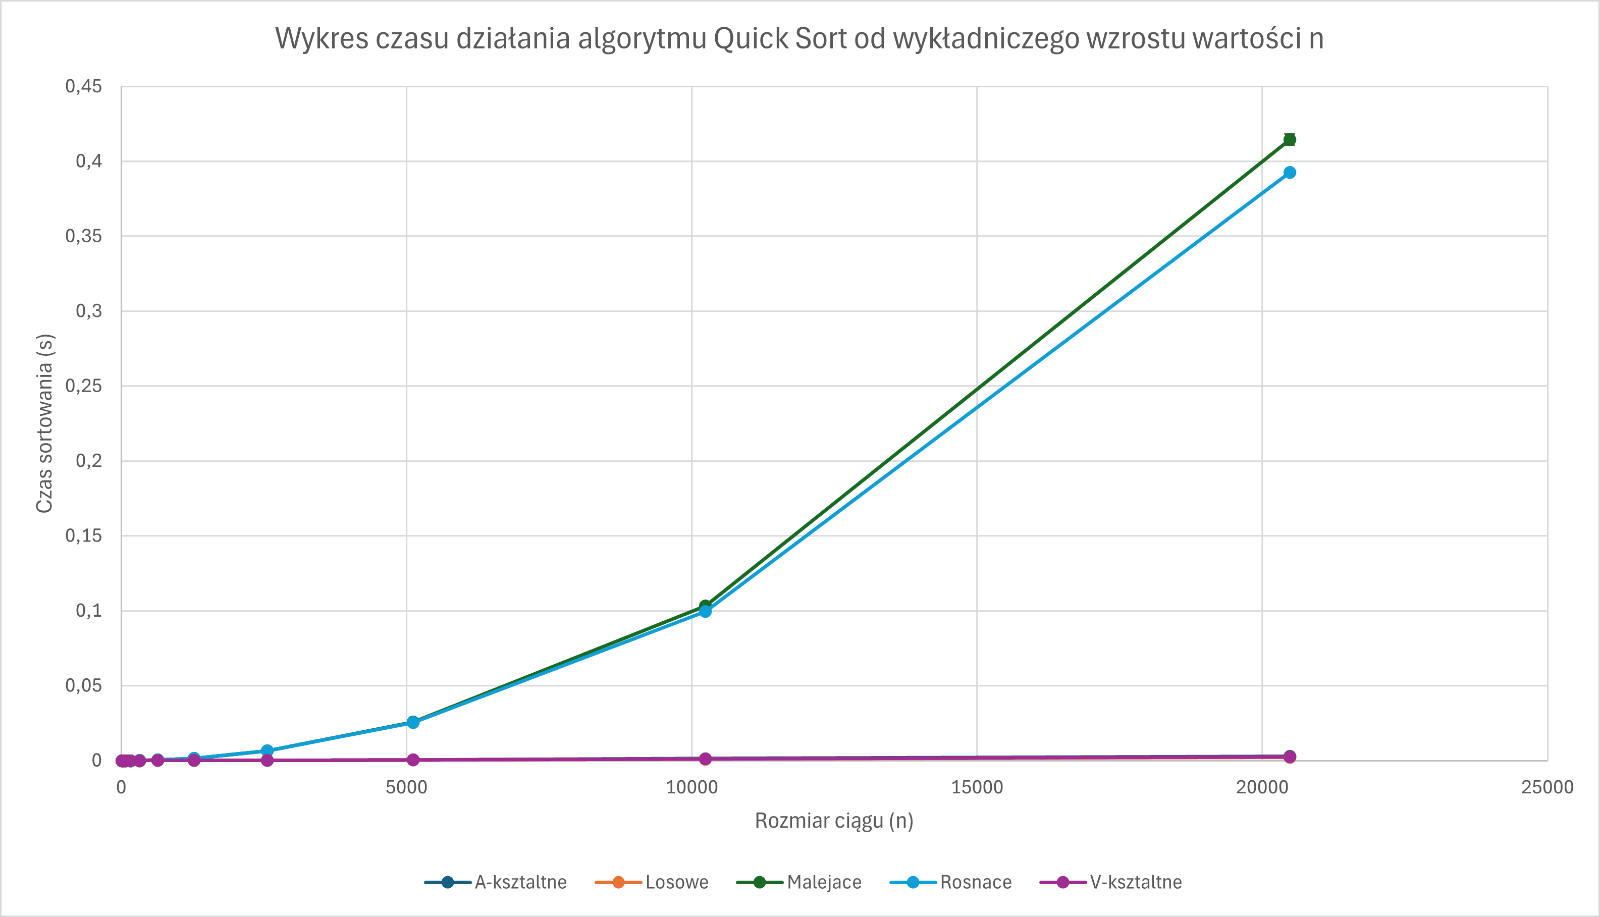 Wykres czasu działania algorytmu Quick Sort od wykładniczego wzrostu wartości n
0,45
0,4
0,35
0,3
0,25
0,2
0,15
0,1
0,05
0
Czas sortowania (s)
0 5000 10000 15000 20000 25000
Rozmiar ciągu (n)
A-ksztaltne Losowe Malejace Rosnace V-ksztaltne